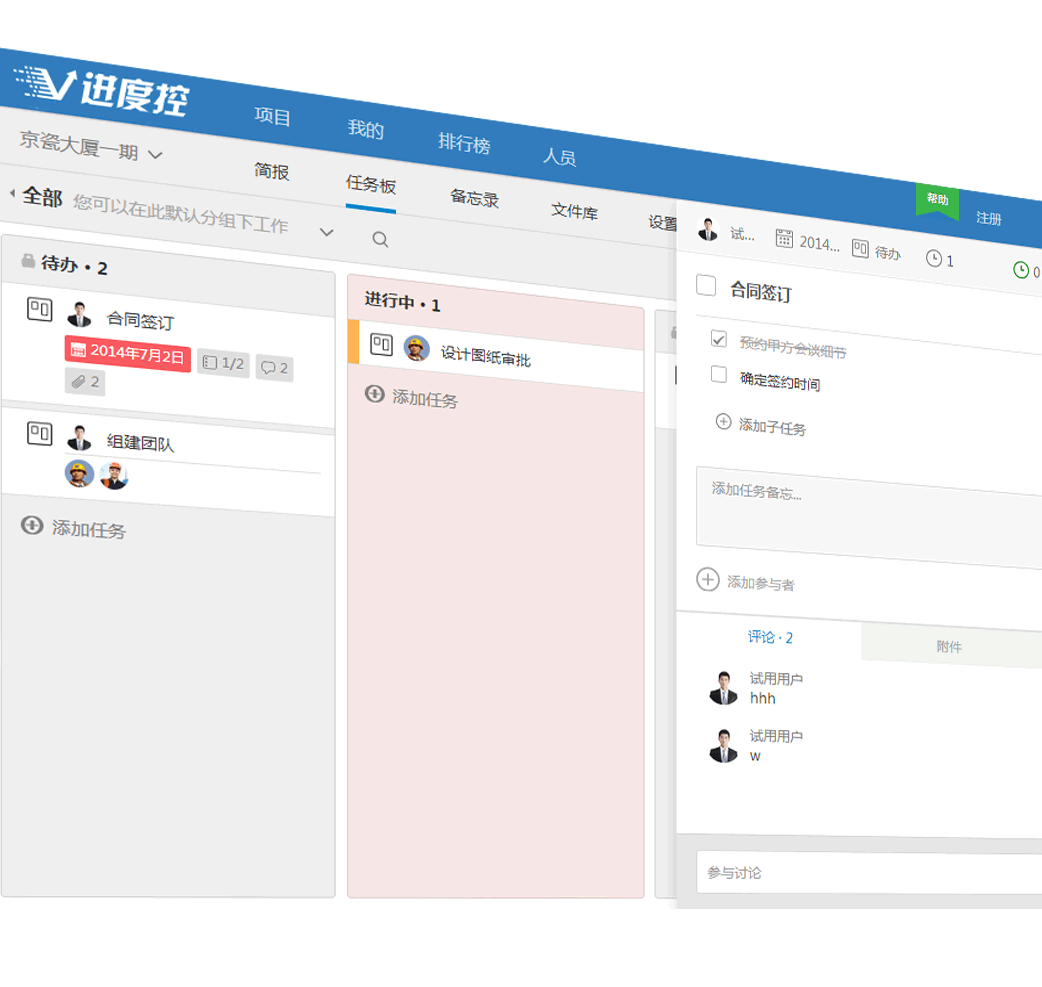 进度控
项目
我的
排行榜
人员
帮助
注册
京瓷大厦一期
简报
任务板
备忘录
文件库
设置
全部 您可以在此默认分组下工作
待办 · 2
合同签订
2014年7月2日
1/2
2
2
组建团队
添加任务
进行中 · 1
设计图纸审批
添加任务
试...
2014...
待办
1
0
合同签订
预约甲方会谈细节
确定签约时间
添加子任务
添加任务备忘...
添加参与者
评论 · 2
附件
试用用户
hhh
试用用户
w
参与讨论